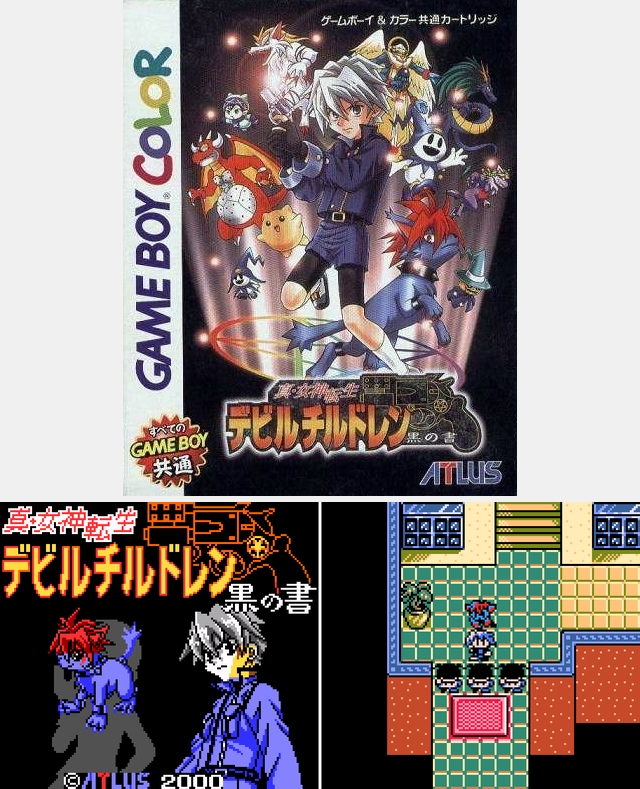 ゲームボーイ & カラー共通カートリッジ
GAME BOY COLOR
真・女神転生
デビルチルドレン
黒の書
すべての
GAME BOY
共通
ATLUS
真・女神転生
デビルチルドレン
黒の書
©ATLUS 2000